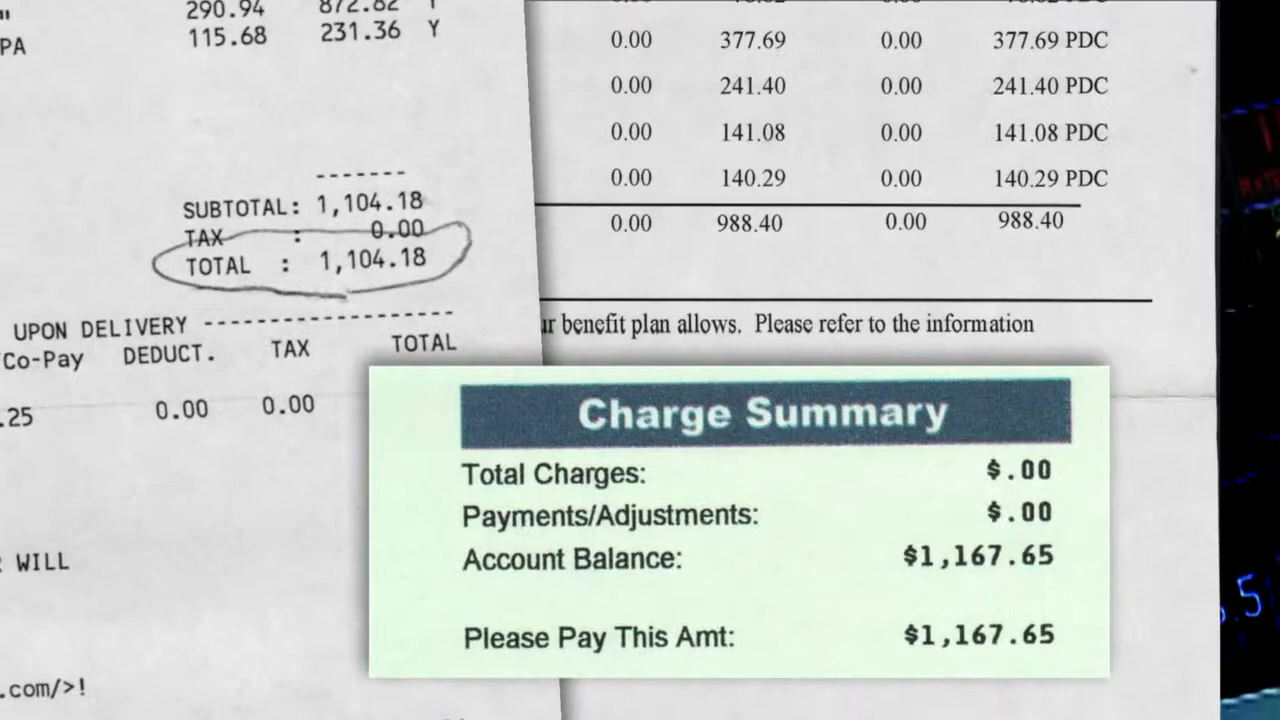 " 290.94 872.82 Y
PA 115.68 231.36 Y
SUBTOTAL: 1,104.18
TAX : 0.00
TOTAL : 1,104.18
UPON DELIVERY --------------------
Co-Pay DEDUCT. TAX TOTAL
.25 0.00 0.00
WILL
.com/>!
0.00 377.69 0.00 377.69 PDC
0.00 241.40 0.00 241.40 PDC
0.00 141.08 0.00 141.08 PDC
0.00 140.29 0.00 140.29 PDC
0.00 988.40 0.00 988.40
ur benefit plan allows. Please refer to the information
Charge Summary
Total Charges: $.00
Payments/Adjustments: $.00
Account Balance: $1,167.65
Please Pay This Amt: $1,167.65